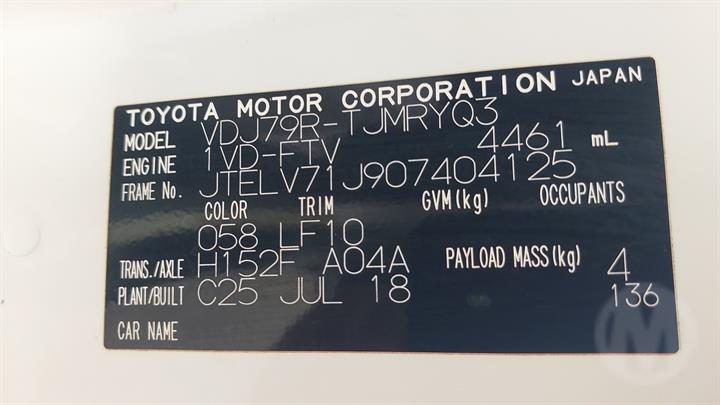 TOYOTA MOTOR CORPORATION JAPAN
MODEL VDJ79R-TJMRYQ3
ENGINE 1VD-FTV 4461 mL
FRAME No. JTELV71J907404125
COLOR TRIM GVM(kg) OCCUPANTS
058 LF10
TRANS./AXLE H152F A04A PAYLOAD MASS(kg) 4
PLANT/BUILT C25 JUL 18 136
CAR NAME
M